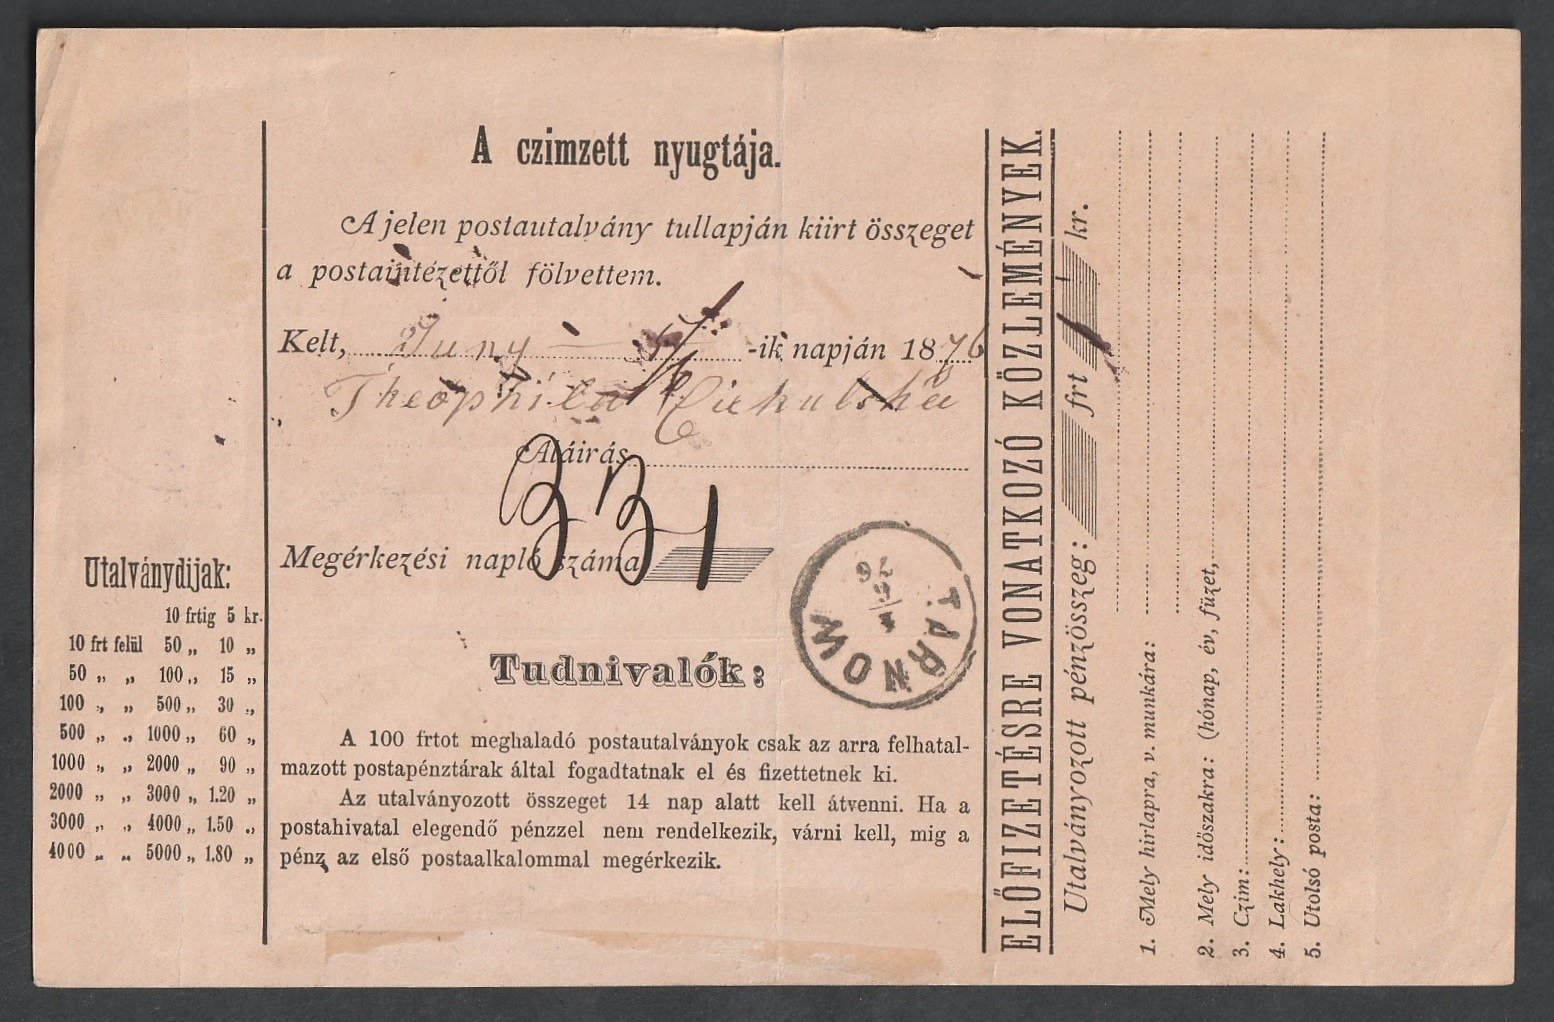 A czimzett nyugtája.
A jelen postautalvány tullapján kiirt összeget
a postaintézettől fölvettem.
Kelt, Juny -ik napján 1876
Theophila
Aláirás
Megérkezési napló száma 331
TARNOW
76
Tudnivalók:
A 100 frtot meghaladó postautalványok csak az arra felhatal-
mazott postapénztárak által fogadtatnak el és fizettetnek ki.
Az utalványozott összeget 14 nap alatt kell átvenni. Ha a
postahivatal elegendő pénzzel nem rendelkezik, várni kell, mig a
pénz az első postaalkalommal megérkezik.
Utalványdijak:
10 frtig 5 kr.
10 frt felül 50 „ 10 „
50 „ „ 100 „ 15 „
100 „ „ 500 „ 30 „
500 „ „ 1000 „ 60 „
1000 „ „ 2000 „ 90 „
2000 „ „ 3000 „ 1.20 „
3000 „ „ 4000 „ 1.50 „
4000 „ „ 5000 „ 1.80 „
ELŐFIZETÉSRE VONATKOZÓ KÖZLEMÉNYEK.
Utalványozott pénzösszeg: frt kr.
1. Mely hirlapra, v. munkára:
2. Mely időszakra: (hónap, év, füzet,
3. Czim:
4. Lakhely:
5. Utolsó posta: